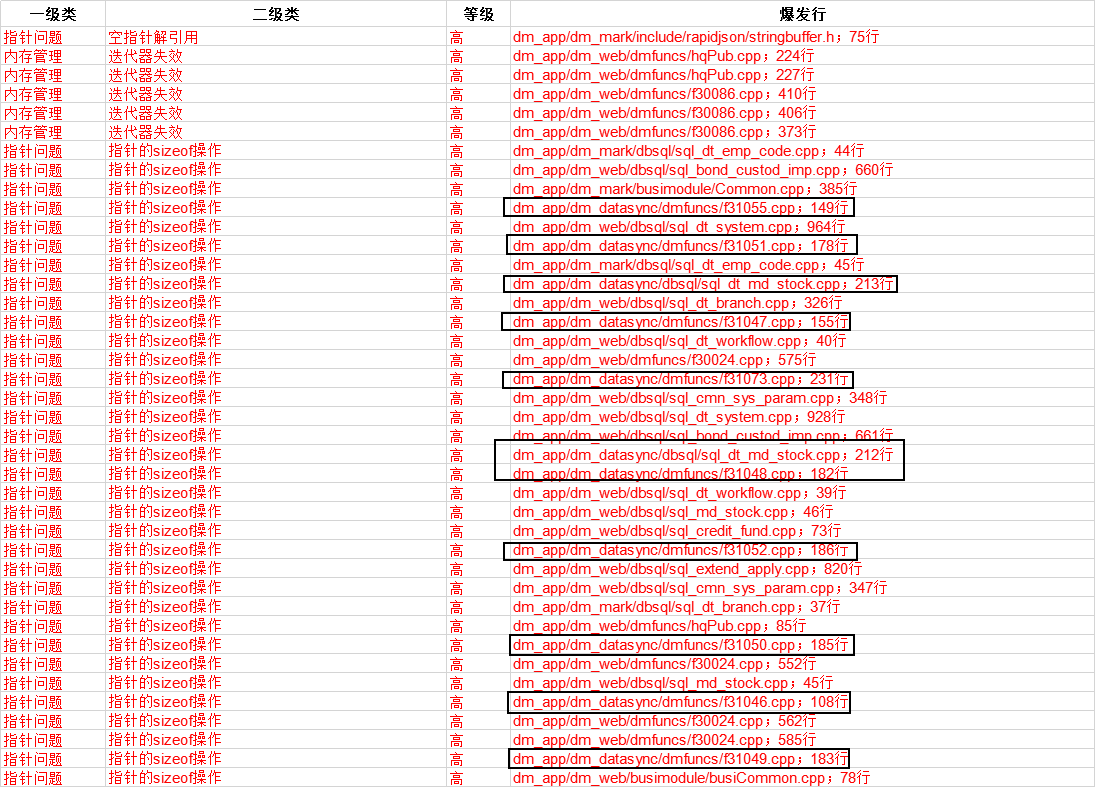 一级类 二级类 等级 爆发行
指针问题 空指针解引用 高 dm_app/dm_mark/include/rapidjson/stringbuffer.h；75行
内存管理 迭代器失效 高 dm_app/dm_web/dmfuncs/hqPub.cpp；224行
内存管理 迭代器失效 高 dm_app/dm_web/dmfuncs/hqPub.cpp；227行
内存管理 迭代器失效 高 dm_app/dm_web/dmfuncs/f30086.cpp；410行
内存管理 迭代器失效 高 dm_app/dm_web/dmfuncs/f30086.cpp；406行
内存管理 迭代器失效 高 dm_app/dm_web/dmfuncs/f30086.cpp；373行
指针问题 指针的sizeof操作 高 dm_app/dm_mark/dbsql/sql_dt_emp_code.cpp；44行
指针问题 指针的sizeof操作 高 dm_app/dm_web/dbsql/sql_bond_custod_imp.cpp；660行
指针问题 指针的sizeof操作 高 dm_app/dm_mark/busimodule/Common.cpp；385行
指针问题 指针的sizeof操作 高 dm_app/dm_datasync/dmfuncs/f31055.cpp；149行
指针问题 指针的sizeof操作 高 dm_app/dm_web/dbsql/sql_dt_system.cpp；964行
指针问题 指针的sizeof操作 高 dm_app/dm_datasync/dmfuncs/f31051.cpp；178行
指针问题 指针的sizeof操作 高 dm_app/dm_mark/dbsql/sql_dt_emp_code.cpp；45行
指针问题 指针的sizeof操作 高 dm_app/dm_datasync/dbsql/sql_dt_md_stock.cpp；213行
指针问题 指针的sizeof操作 高 dm_app/dm_web/dbsql/sql_dt_branch.cpp；326行
指针问题 指针的sizeof操作 高 dm_app/dm_datasync/dmfuncs/f31047.cpp；155行
指针问题 指针的sizeof操作 高 dm_app/dm_web/dbsql/sql_dt_workflow.cpp；40行
指针问题 指针的sizeof操作 高 dm_app/dm_web/dmfuncs/f30024.cpp；575行
指针问题 指针的sizeof操作 高 dm_app/dm_datasync/dmfuncs/f31073.cpp；231行
指针问题 指针的sizeof操作 高 dm_app/dm_web/dbsql/sql_cmn_sys_param.cpp；348行
指针问题 指针的sizeof操作 高 dm_app/dm_web/dbsql/sql_dt_system.cpp；928行
指针问题 指针的sizeof操作 高 dm_app/dm_web/dbsql/sql_bond_custod_imp.cpp；661行
指针问题 指针的sizeof操作 高 dm_app/dm_datasync/dbsql/sql_dt_md_stock.cpp；212行
指针问题 指针的sizeof操作 高 dm_app/dm_datasync/dmfuncs/f31048.cpp；182行
指针问题 指针的sizeof操作 高 dm_app/dm_web/dbsql/sql_dt_workflow.cpp；39行
指针问题 指针的sizeof操作 高 dm_app/dm_web/dbsql/sql_md_stock.cpp；46行
指针问题 指针的sizeof操作 高 dm_app/dm_web/dbsql/sql_credit_fund.cpp；73行
指针问题 指针的sizeof操作 高 dm_app/dm_datasync/dmfuncs/f31052.cpp；186行
指针问题 指针的sizeof操作 高 dm_app/dm_web/dbsql/sql_extend_apply.cpp；820行
指针问题 指针的sizeof操作 高 dm_app/dm_web/dbsql/sql_cmn_sys_param.cpp；347行
指针问题 指针的sizeof操作 高 dm_app/dm_mark/dbsql/sql_dt_branch.cpp；37行
指针问题 指针的sizeof操作 高 dm_app/dm_web/dmfuncs/hqPub.cpp；85行
指针问题 指针的sizeof操作 高 dm_app/dm_datasync/dmfuncs/f31050.cpp；185行
指针问题 指针的sizeof操作 高 dm_app/dm_web/dmfuncs/f30024.cpp；552行
指针问题 指针的sizeof操作 高 dm_app/dm_web/dbsql/sql_md_stock.cpp；45行
指针问题 指针的sizeof操作 高 dm_app/dm_datasync/dmfuncs/f31046.cpp；108行
指针问题 指针的sizeof操作 高 dm_app/dm_web/dmfuncs/f30024.cpp；562行
指针问题 指针的sizeof操作 高 dm_app/dm_web/dmfuncs/f30024.cpp；585行
指针问题 指针的sizeof操作 高 dm_app/dm_datasync/dmfuncs/f31049.cpp；183行
指针问题 指针的sizeof操作 高 dm_app/dm_web/busimodule/busiCommon.cpp；78行